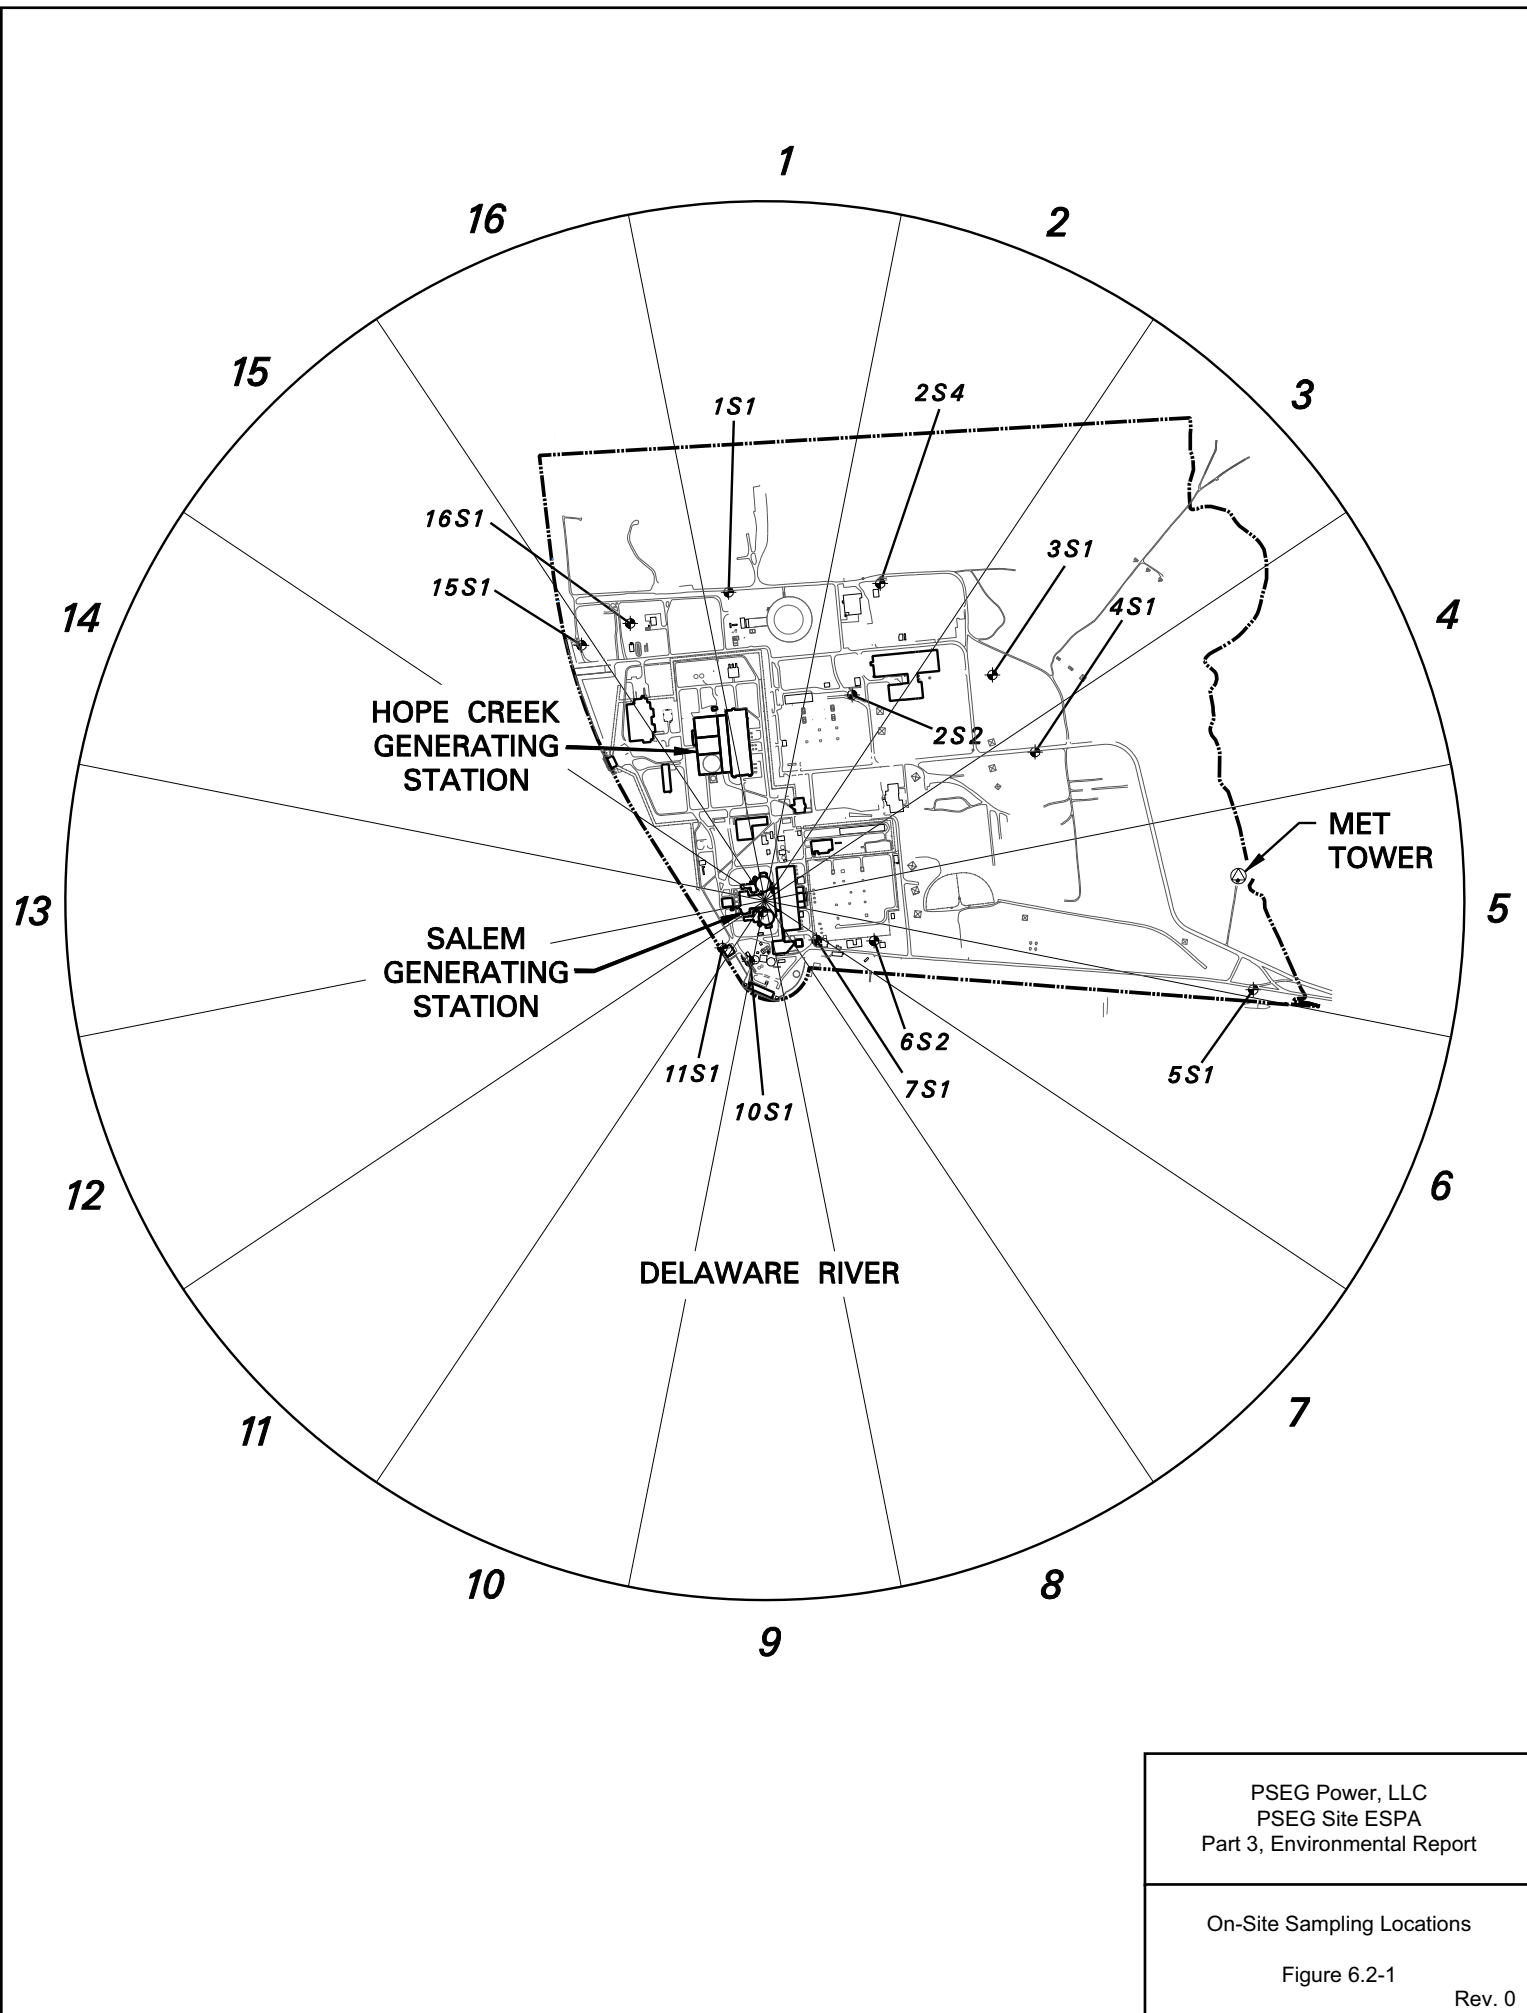 1
16
2
15
3
1S1
2S4
16S1
3S1
15S1
4S1
14
4
HOPE CREEK
GENERATING
STATION
2S2
MET
TOWER
13
5
SALEM
GENERATING
STATION
6S2
11S1
7S1
5S1
10S1
12
6
DELAWARE RIVER
11
7
10
8
9
PSEG Power, LLC
PSEG Site ESPA
Part 3, Environmental Report
On-Site Sampling Locations
Figure 6.2-1
Rev. 0